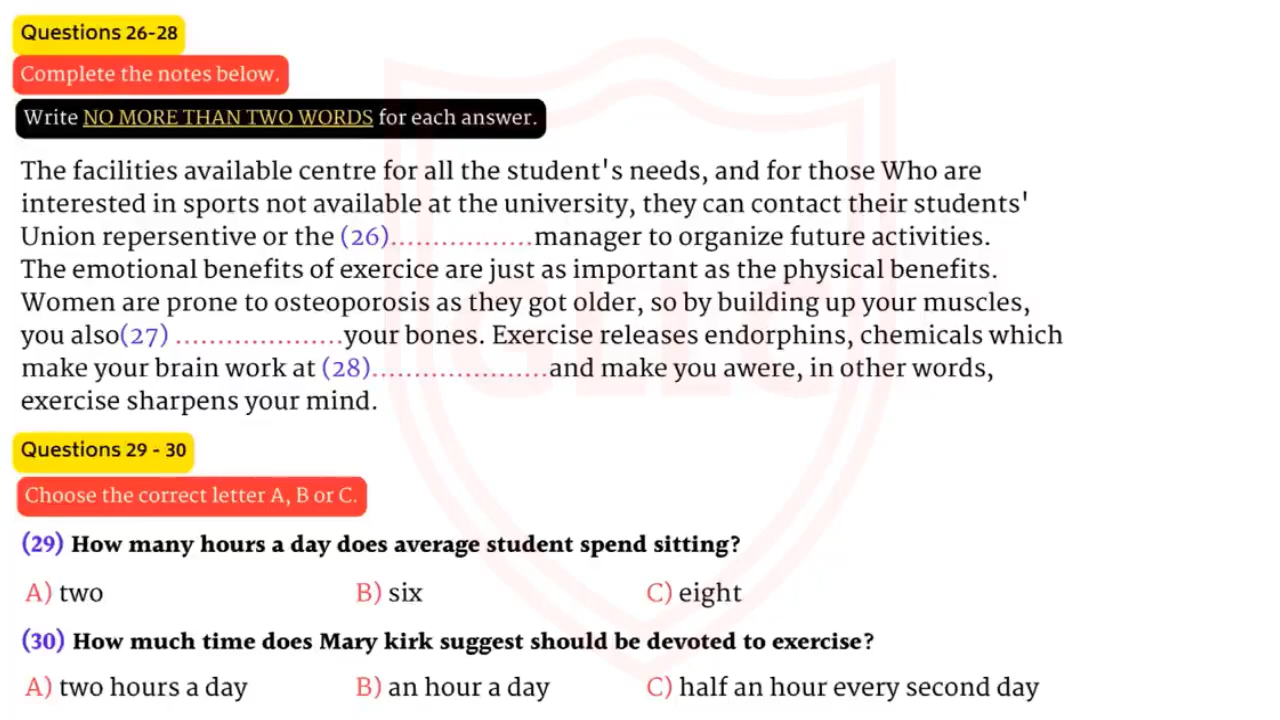 Questions 26-28
Complete the notes below.
Write NO MORE THAN TWO WORDS for each answer.
The facilities available centre for all the student's needs, and for those Who are
interested in sports not available at the university, they can contact their students'
Union repersentive or the (26).................manager to organize future activities.
The emotional benefits of exercice are just as important as the physical benefits.
Women are prone to osteoporosis as they got older, so by building up your muscles,
you also(27) ....................your bones. Exercise releases endorphins, chemicals which
make your brain work at (28).....................and make you awere, in other words,
exercise sharpens your mind.
Questions 29 - 30
Choose the correct letter A, B or C.
(29) How many hours a day does average student spend sitting?
A) two B) six C) eight
(30) How much time does Mary kirk suggest should be devoted to exercise?
A) two hours a day B) an hour a day C) half an hour every second day